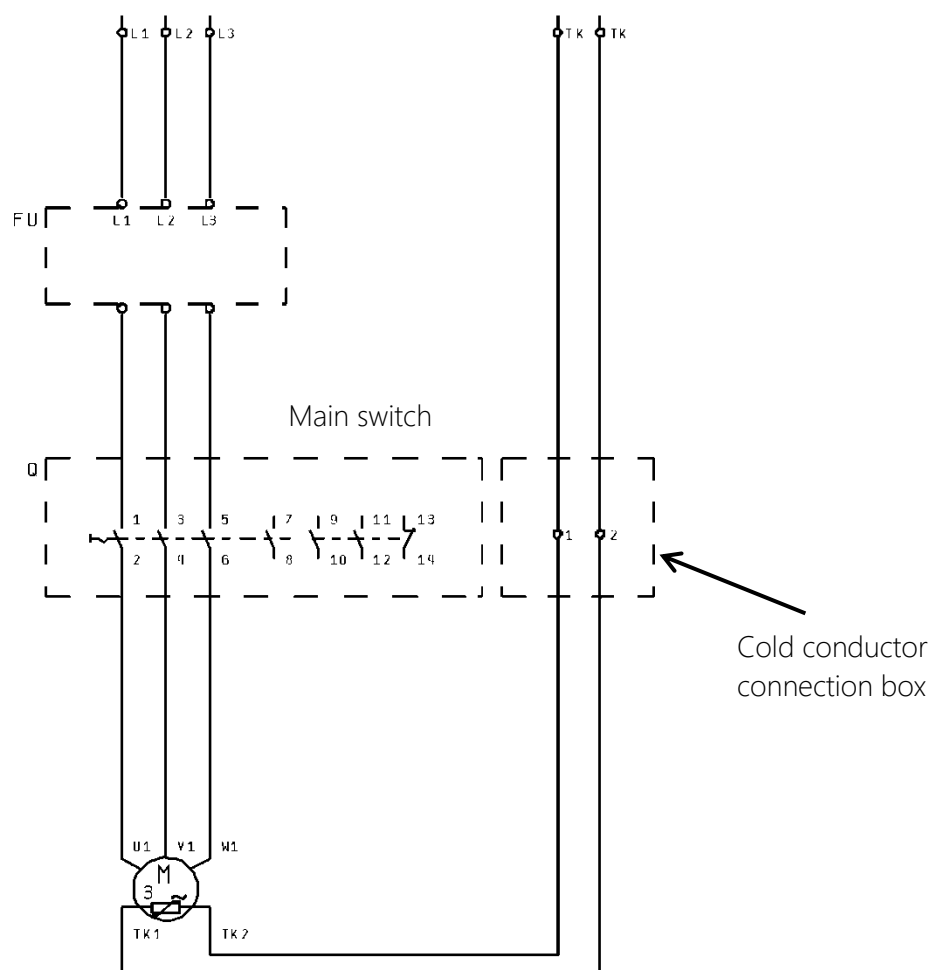 L1 L2 L3 TK TK
FU L1 L2 L3
Main switch
Q
1 3 5 7 9 11 13 1 2
2 4 6 8 10 12 14
Cold conductor
connection box
U1 V1 W1
M
3 ~
TK1 TK2